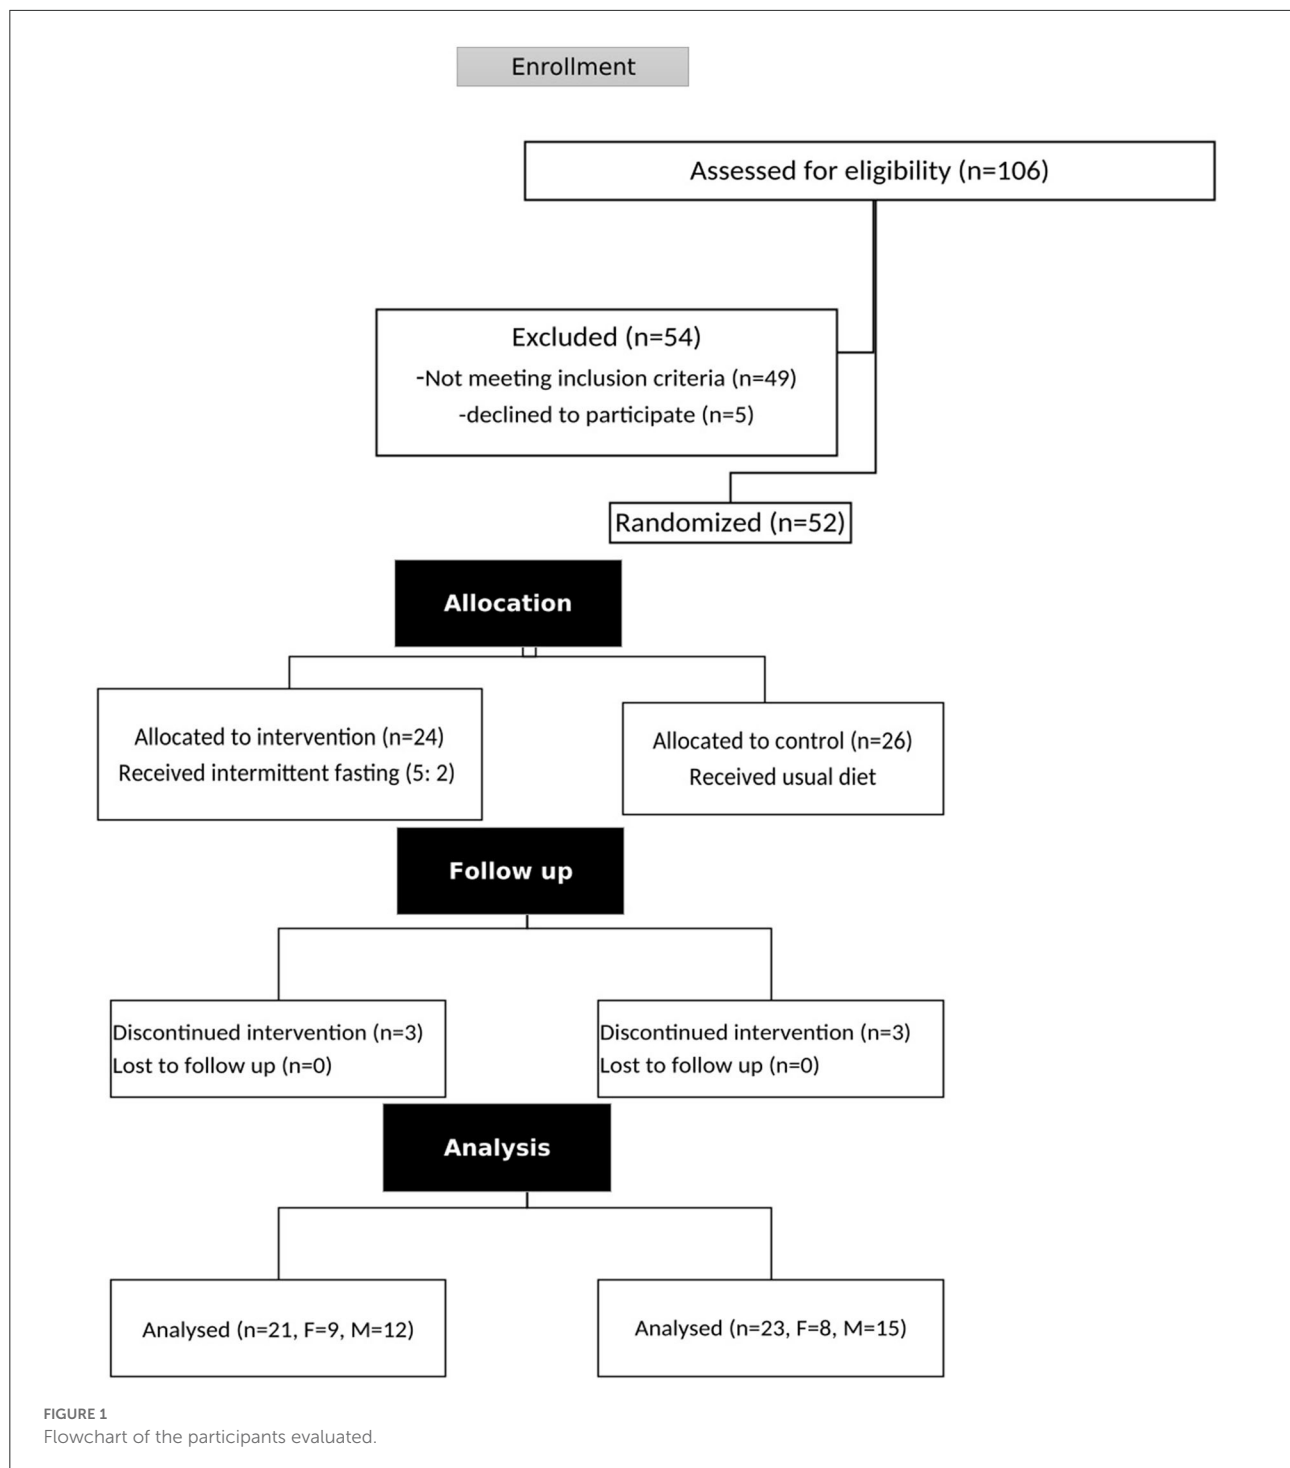 Enrollment
Assessed for eligibility (n=106)
Excluded (n=54)
-Not meeting inclusion criteria (n=49)
-declined to participate (n=5)
Randomized (n=52)
Allocation
Allocated to intervention (n=24)
Received intermittent fasting (5: 2)
Allocated to control (n=26)
Received usual diet
Follow up
Discontinued intervention (n=3)
Lost to follow up (n=0)
Discontinued intervention (n=3)
Lost to follow up (n=0)
Analysis
Analysed (n=21, F=9, M=12)
Analysed (n=23, F=8, M=15)
FIGURE 1
Flowchart of the participants evaluated.